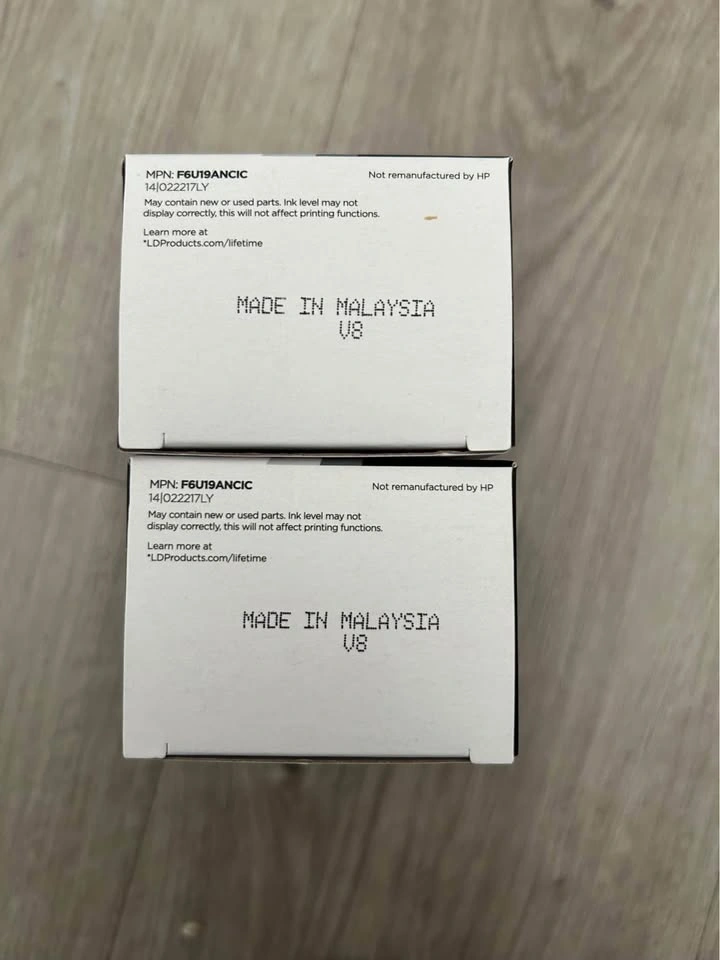 MPN: F6U19ANCIC
Not remanufactured by HP
14|022217LY
May contain new or used parts. Ink level may not
display correctly, this will not affect printing functions.
Learn more at
*LDProducts.com/lifetime
MADE IN MALAYSIA
V8
MPN: F6U19ANCIC
Not remanufactured by HP
14|022217LY
May contain new or used parts. Ink level may not
display correctly, this will not affect printing functions.
Learn more at
*LDProducts.com/lifetime
MADE IN MALAYSIA
V8